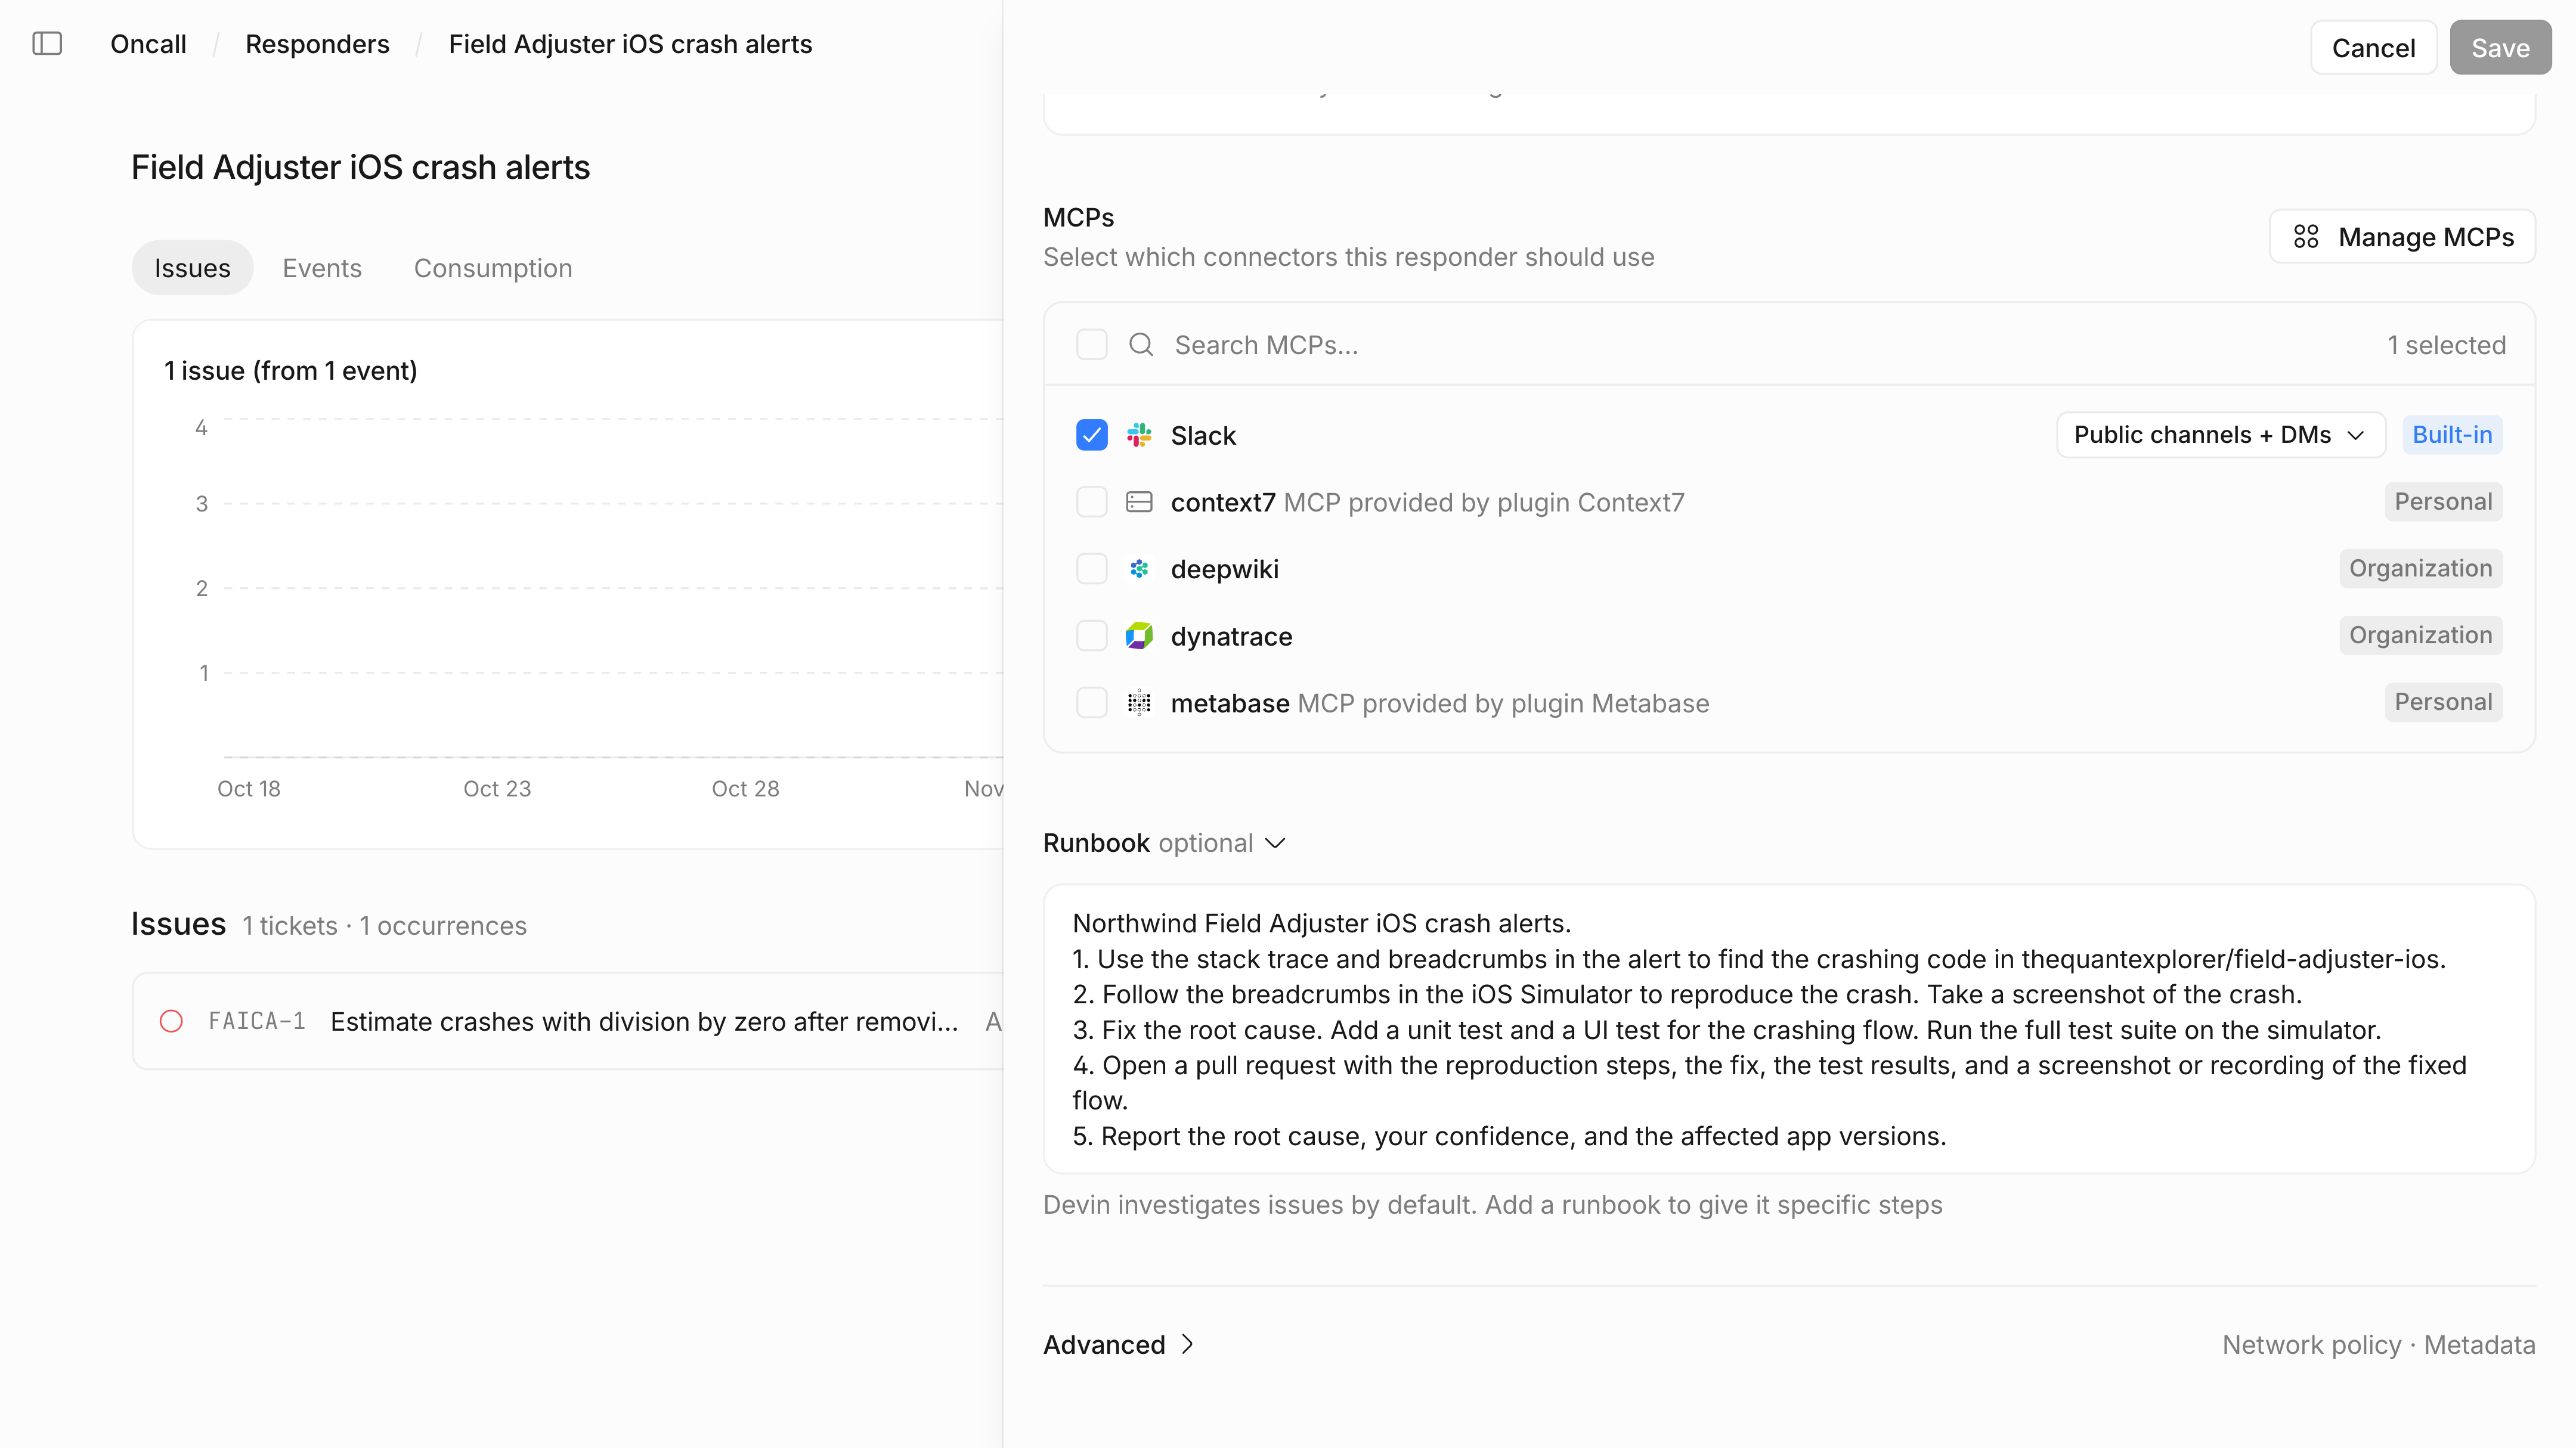 Oncall / Responders / Field Adjuster iOS crash alerts
Field Adjuster iOS crash alerts
Issues Events Consumption
1 issue (from 1 event)
4
3
2
1
Oct 18 Oct 23 Oct 28 Nov
Issues 1 tickets · 1 occurrences
FAICA-1 Estimate crashes with division by zero after removi... A
Cancel Save
MCPs
Select which connectors this responder should use
Manage MCPs
Search MCPs... 1 selected
Slack Public channels + DMs Built-in
context7 MCP provided by plugin Context7 Personal
deepwiki Organization
dynatrace Organization
metabase MCP provided by plugin Metabase Personal
Runbook optional
Northwind Field Adjuster iOS crash alerts.
1. Use the stack trace and breadcrumbs in the alert to find the crashing code in thequantexplorer/field-adjuster-ios.
2. Follow the breadcrumbs in the iOS Simulator to reproduce the crash. Take a screenshot of the crash.
3. Fix the root cause. Add a unit test and a UI test for the crashing flow. Run the full test suite on the simulator.
4. Open a pull request with the reproduction steps, the fix, the test results, and a screenshot or recording of the fixed
flow.
5. Report the root cause, your confidence, and the affected app versions.
Devin investigates issues by default. Add a runbook to give it specific steps
Advanced Network policy · Metadata